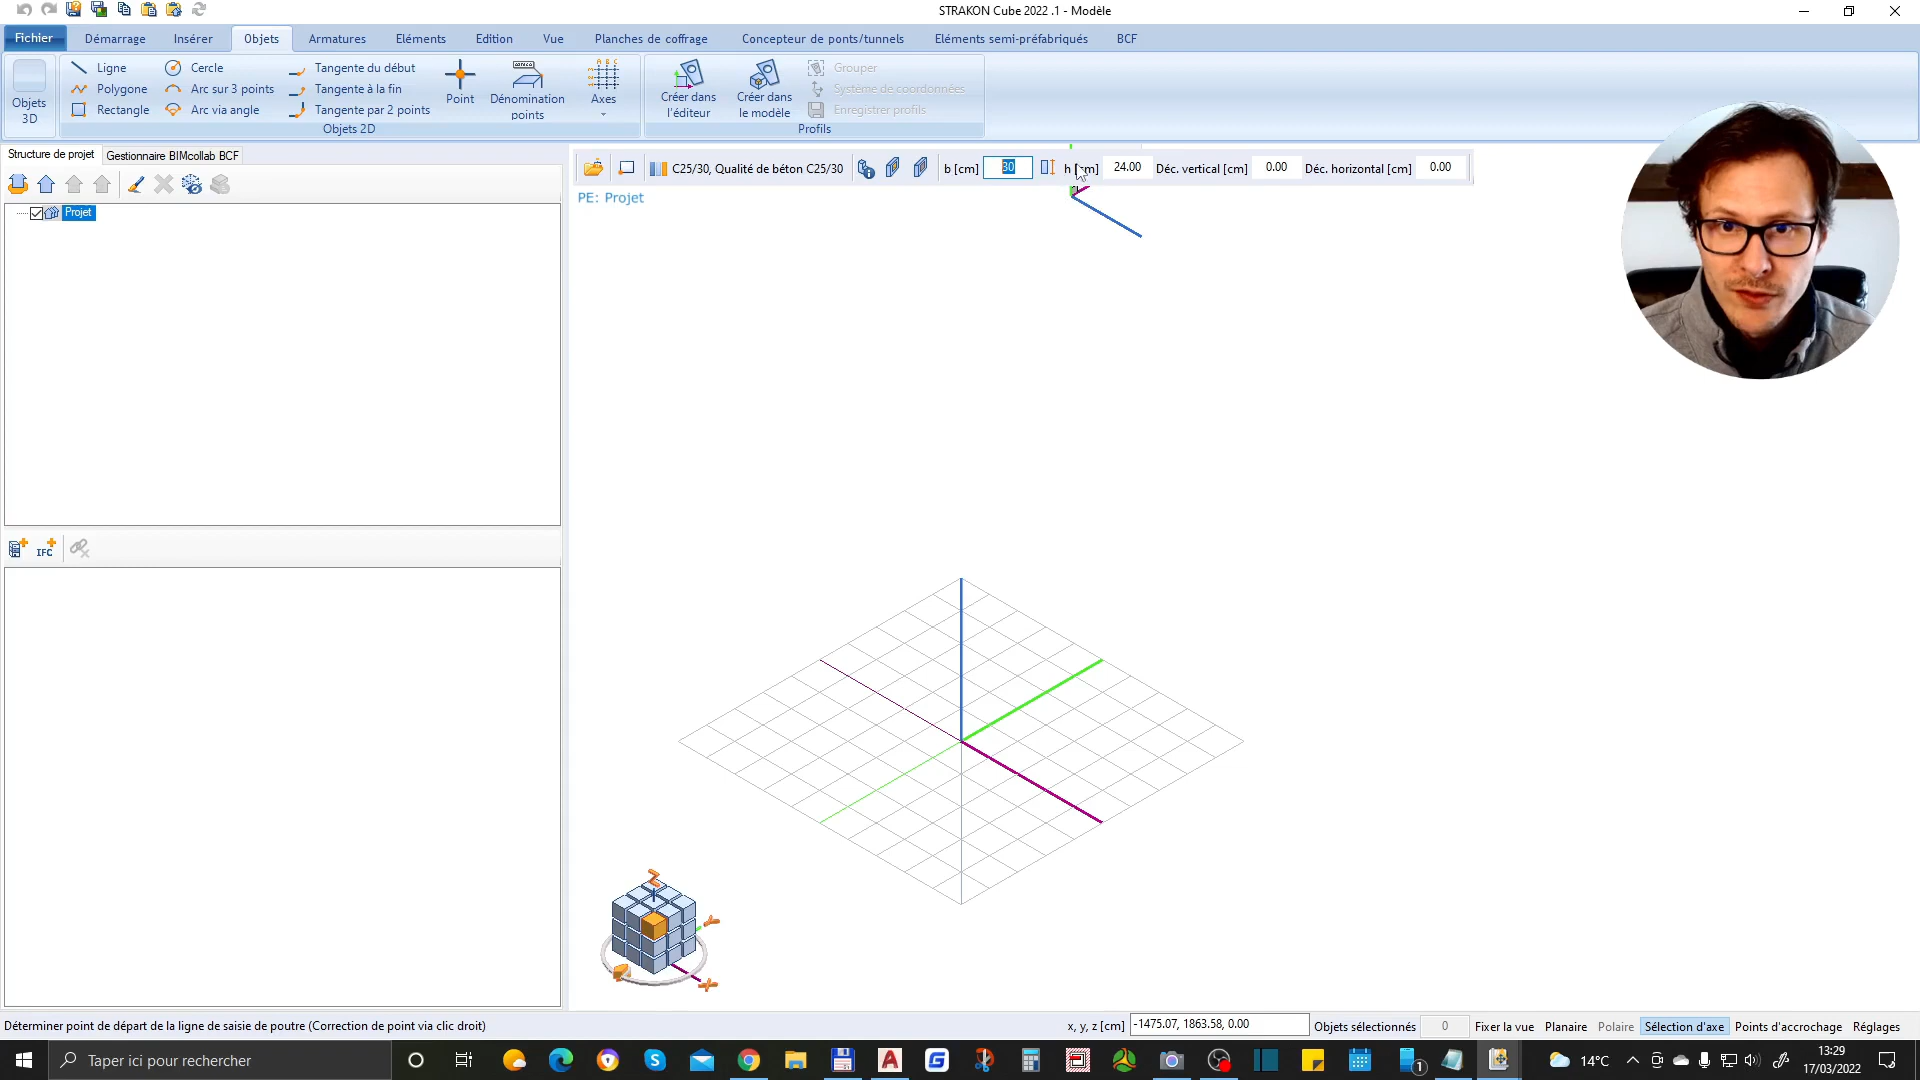 STRAKON Cube 2022 .1 - Modèle
Fichier Démarrage Insérer Objets Armatures Eléments Edition Vue Planches de coffrage Concepteur de ponts/tunnels Eléments semi-préfabriqués BCF
Objets 3D
Ligne Cercle Tangente du début
Polygone Arc sur 3 points Tangente à la fin
Rectangle Arc via angle Tangente par 2 points
Point
Dénomination points
Axes
Objets 2D
Créer dans l'éditeur
Créer dans le modèle
Grouper
Système de coordonnées
Enregistrer profils
Profils
Structure de projet Gestionnaire BIMcollab BCF
C25/30, Qualité de béton C25/30 b [cm] 30 h [cm] 24.00 Déc. vertical [cm] 0.00 Déc. horizontal [cm] 0.00
PE: Projet
Projet
IFC
Déterminer point de départ de la ligne de saisie de poutre (Correction de point via clic droit) x, y, z [cm] -1475.07, 1863.58, 0.00 Objets sélectionnés 0 Fixer la vue Planaire Polaire Sélection d'axe Points d'accrochage Réglages
Taper ici pour rechercher 14°C 13:29
17/03/2022